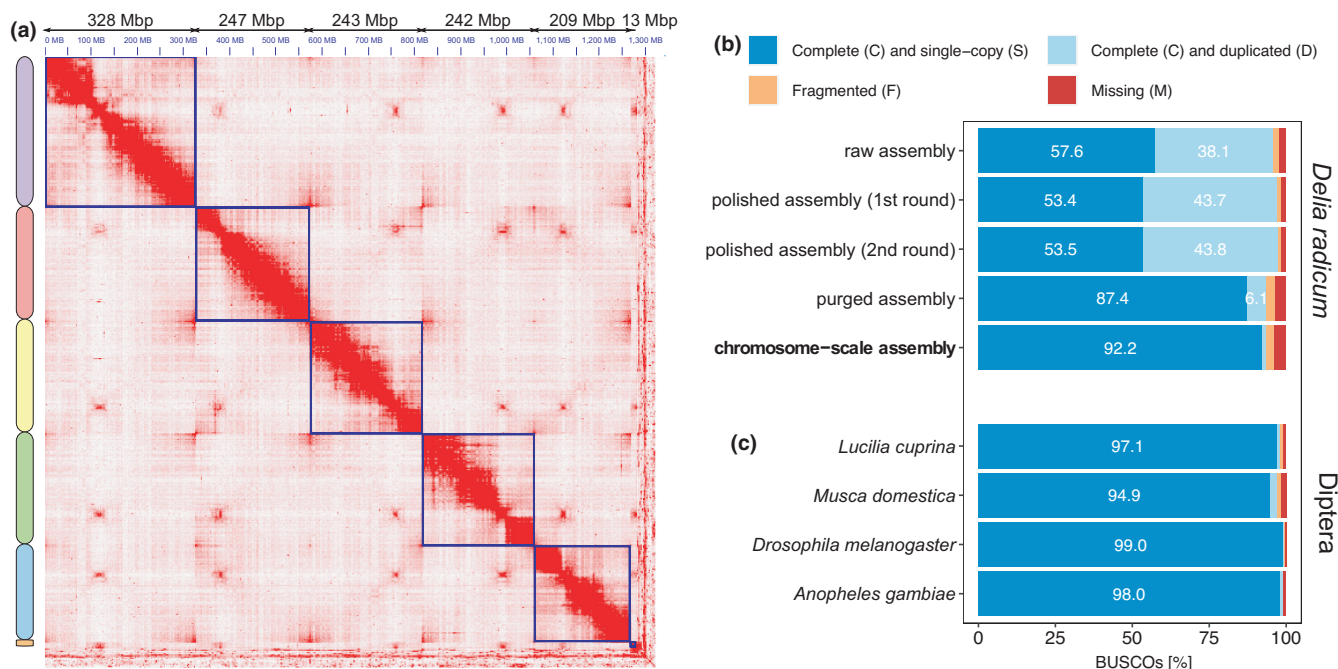 (a)
328 Mbp 247 Mbp 243 Mbp 242 Mbp 209 Mbp 13 Mbp
0 MB 100 MB 200 MB 300 MB 400 MB 500 MB 600 MB 700 MB 800 MB 900 MB 1,000 MB 1,100 MB 1,200 MB 1,300 MB
(b)
Complete (C) and single−copy (S) Complete (C) and duplicated (D)
Fragmented (F) Missing (M)
raw assembly 57.6 38.1
polished assembly (1st round) 53.4 43.7
polished assembly (2nd round) 53.5 43.8
purged assembly 87.4 6.1
chromosome−scale assembly 92.2
Delia radicum
(c)
Lucilia cuprina 97.1
Musca domestica 94.9
Drosophila melanogaster 99.0
Anopheles gambiae 98.0
Diptera
0 25 50 75 100
BUSCOs [%]